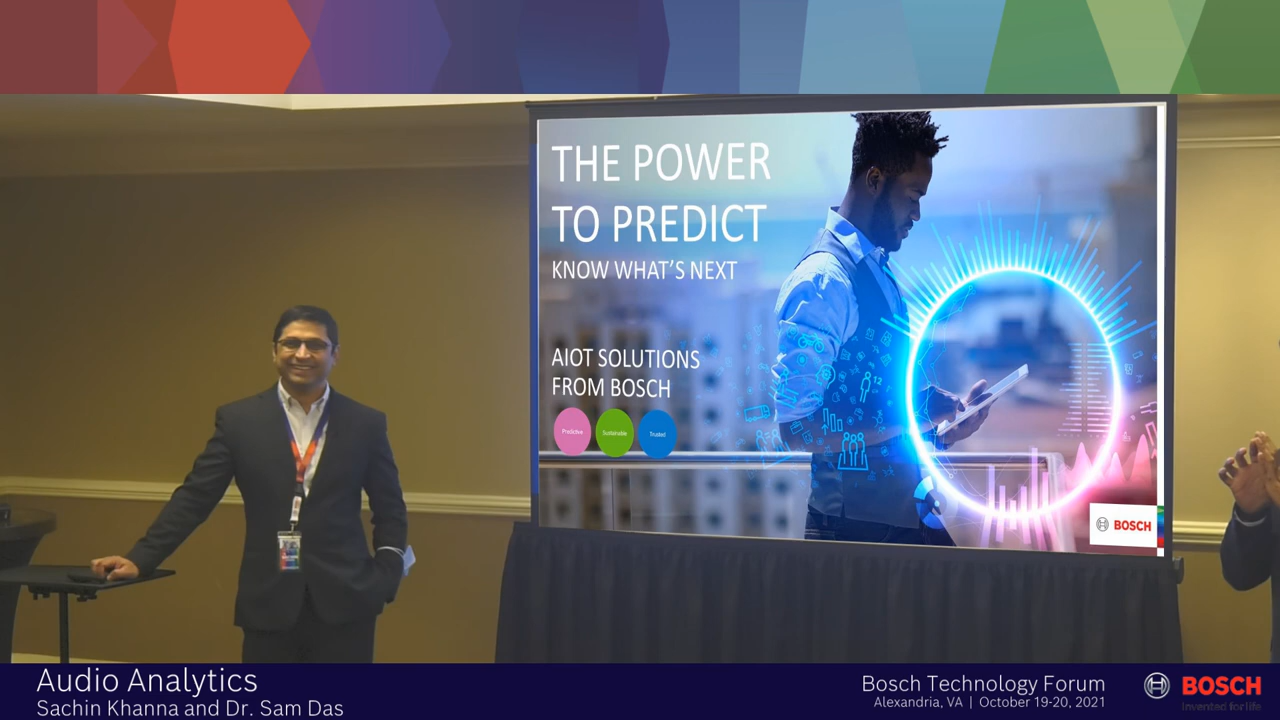 THE POWER
TO PREDICT
KNOW WHAT'S NEXT
AIOT SOLUTIONS
FROM BOSCH
Predictive
Sustainable
Trusted
12
BOSCH
Audio Analytics
Sachin Khanna and Dr. Sam Das
Bosch Technology Forum
Alexandria, VA | October 19-20, 2021
BOSCH
Invented for life